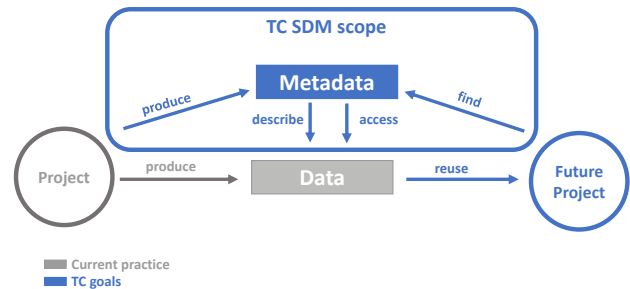 TC SDM scope
Metadata
produce
find
describe
access
Project
produce
Data
reuse
Future
Project
Current practice
TC goals